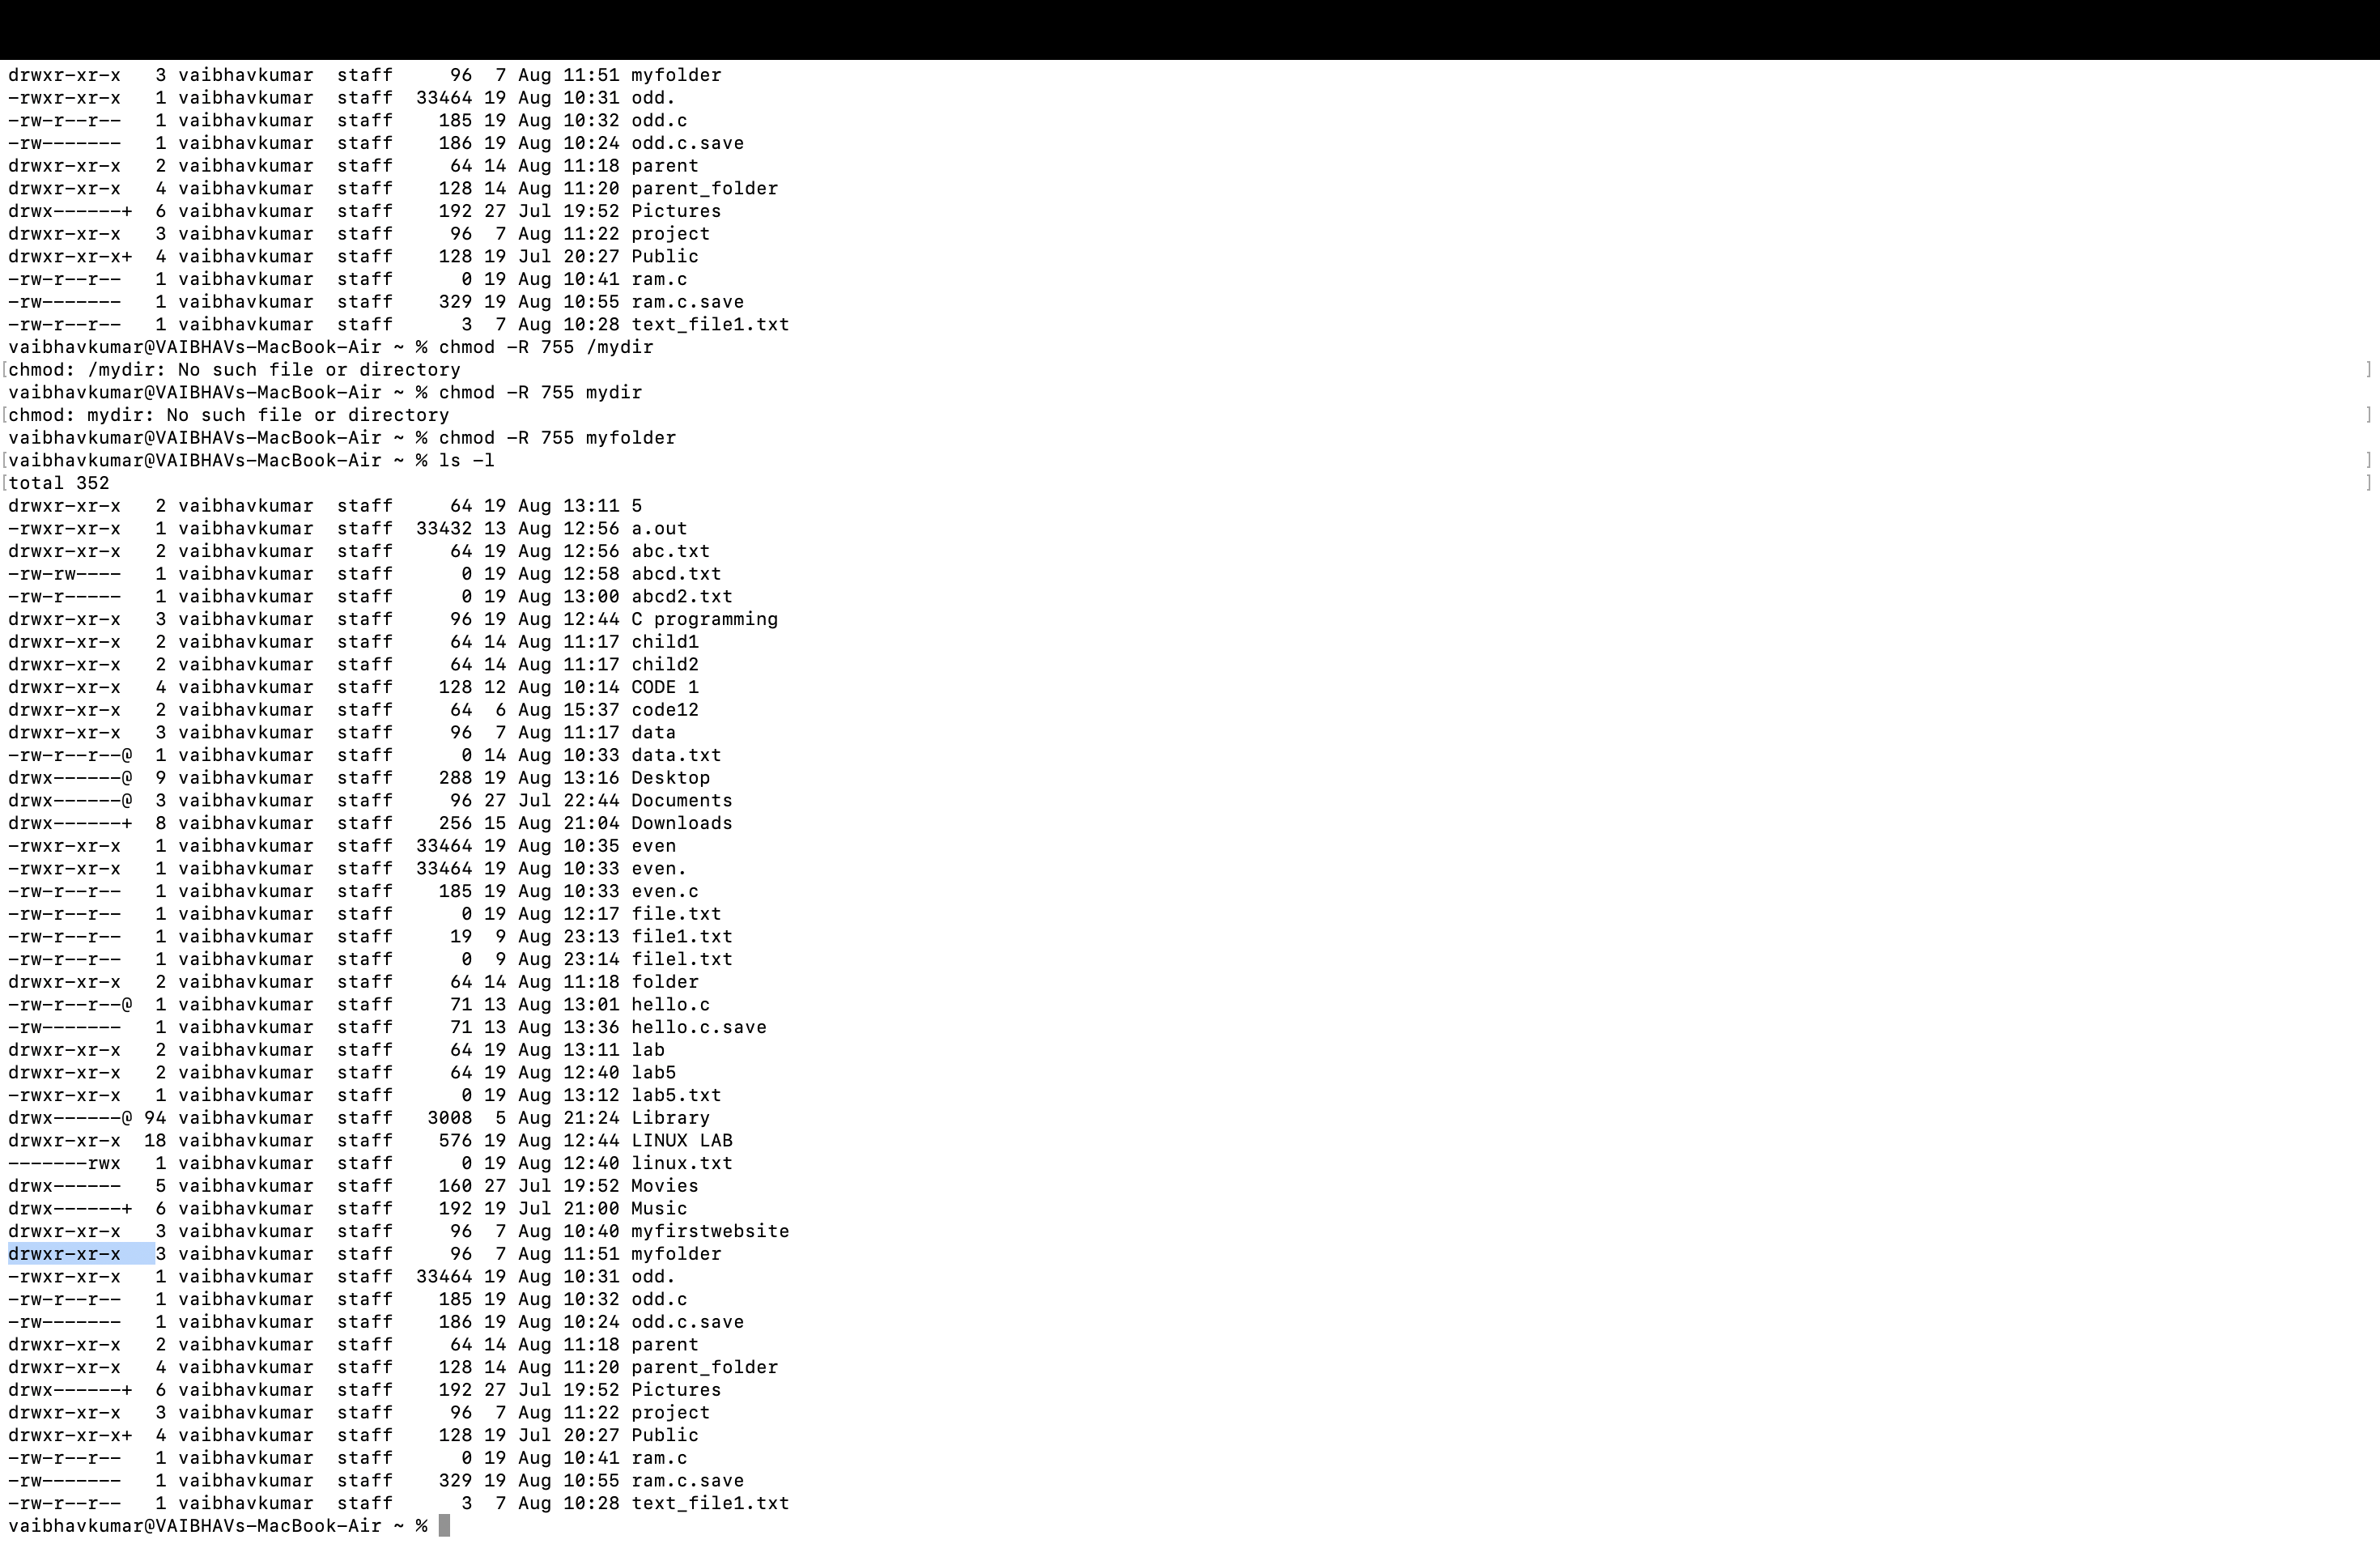 drwxr-xr-x   3 vaibhavkumar  staff     96  7 Aug 11:51 myfolder
-rwxr-xr-x   1 vaibhavkumar  staff  33464 19 Aug 10:31 odd.
-rw-r--r--   1 vaibhavkumar  staff    185 19 Aug 10:32 odd.c
-rw-------   1 vaibhavkumar  staff    186 19 Aug 10:24 odd.c.save
drwxr-xr-x   2 vaibhavkumar  staff     64 14 Aug 11:18 parent
drwxr-xr-x   4 vaibhavkumar  staff    128 14 Aug 11:20 parent_folder
drwx------+  6 vaibhavkumar  staff    192 27 Jul 19:52 Pictures
drwxr-xr-x   3 vaibhavkumar  staff     96  7 Aug 11:22 project
drwxr-xr-x+  4 vaibhavkumar  staff    128 19 Jul 20:27 Public
-rw-r--r--   1 vaibhavkumar  staff      0 19 Aug 10:41 ram.c
-rw-------   1 vaibhavkumar  staff    329 19 Aug 10:55 ram.c.save
-rw-r--r--   1 vaibhavkumar  staff      3  7 Aug 10:28 text_file1.txt
vaibhavkumar@VAIBHAVs-MacBook-Air ~ % chmod -R 755 /mydir
[chmod: /mydir: No such file or directory ]
vaibhavkumar@VAIBHAVs-MacBook-Air ~ % chmod -R 755 mydir
[chmod: mydir: No such file or directory ]
vaibhavkumar@VAIBHAVs-MacBook-Air ~ % chmod -R 755 myfolder
[vaibhavkumar@VAIBHAVs-MacBook-Air ~ % ls -l ]
[total 352 ]
drwxr-xr-x   2 vaibhavkumar  staff     64 19 Aug 13:11 5
-rwxr-xr-x   1 vaibhavkumar  staff  33432 13 Aug 12:56 a.out
drwxr-xr-x   2 vaibhavkumar  staff     64 19 Aug 12:56 abc.txt
-rw-rw----   1 vaibhavkumar  staff      0 19 Aug 12:58 abcd.txt
-rw-r-----   1 vaibhavkumar  staff      0 19 Aug 13:00 abcd2.txt
drwxr-xr-x   3 vaibhavkumar  staff     96 19 Aug 12:44 C programming
drwxr-xr-x   2 vaibhavkumar  staff     64 14 Aug 11:17 child1
drwxr-xr-x   2 vaibhavkumar  staff     64 14 Aug 11:17 child2
drwxr-xr-x   4 vaibhavkumar  staff    128 12 Aug 10:14 CODE 1
drwxr-xr-x   2 vaibhavkumar  staff     64  6 Aug 15:37 code12
drwxr-xr-x   3 vaibhavkumar  staff     96  7 Aug 11:17 data
-rw-r--r--@  1 vaibhavkumar  staff      0 14 Aug 10:33 data.txt
drwx------@  9 vaibhavkumar  staff    288 19 Aug 13:16 Desktop
drwx------@  3 vaibhavkumar  staff     96 27 Jul 22:44 Documents
drwx------+  8 vaibhavkumar  staff    256 15 Aug 21:04 Downloads
-rwxr-xr-x   1 vaibhavkumar  staff  33464 19 Aug 10:35 even
-rwxr-xr-x   1 vaibhavkumar  staff  33464 19 Aug 10:33 even.
-rw-r--r--   1 vaibhavkumar  staff    185 19 Aug 10:33 even.c
-rw-r--r--   1 vaibhavkumar  staff      0 19 Aug 12:17 file.txt
-rw-r--r--   1 vaibhavkumar  staff     19  9 Aug 23:13 file1.txt
-rw-r--r--   1 vaibhavkumar  staff      0  9 Aug 23:14 filel.txt
drwxr-xr-x   2 vaibhavkumar  staff     64 14 Aug 11:18 folder
-rw-r--r--@  1 vaibhavkumar  staff     71 13 Aug 13:01 hello.c
-rw-------   1 vaibhavkumar  staff     71 13 Aug 13:36 hello.c.save
drwxr-xr-x   2 vaibhavkumar  staff     64 19 Aug 13:11 lab
drwxr-xr-x   2 vaibhavkumar  staff     64 19 Aug 12:40 lab5
-rwxr-xr-x   1 vaibhavkumar  staff      0 19 Aug 13:12 lab5.txt
drwx------@ 94 vaibhavkumar  staff   3008  5 Aug 21:24 Library
drwxr-xr-x  18 vaibhavkumar  staff    576 19 Aug 12:44 LINUX LAB
-------rwx   1 vaibhavkumar  staff      0 19 Aug 12:40 linux.txt
drwx------   5 vaibhavkumar  staff    160 27 Jul 19:52 Movies
drwx------+  6 vaibhavkumar  staff    192 19 Jul 21:00 Music
drwxr-xr-x   3 vaibhavkumar  staff     96  7 Aug 10:40 myfirstwebsite
drwxr-xr-x   3 vaibhavkumar  staff     96  7 Aug 11:51 myfolder
-rwxr-xr-x   1 vaibhavkumar  staff  33464 19 Aug 10:31 odd.
-rw-r--r--   1 vaibhavkumar  staff    185 19 Aug 10:32 odd.c
-rw-------   1 vaibhavkumar  staff    186 19 Aug 10:24 odd.c.save
drwxr-xr-x   2 vaibhavkumar  staff     64 14 Aug 11:18 parent
drwxr-xr-x   4 vaibhavkumar  staff    128 14 Aug 11:20 parent_folder
drwx------+  6 vaibhavkumar  staff    192 27 Jul 19:52 Pictures
drwxr-xr-x   3 vaibhavkumar  staff     96  7 Aug 11:22 project
drwxr-xr-x+  4 vaibhavkumar  staff    128 19 Jul 20:27 Public
-rw-r--r--   1 vaibhavkumar  staff      0 19 Aug 10:41 ram.c
-rw-------   1 vaibhavkumar  staff    329 19 Aug 10:55 ram.c.save
-rw-r--r--   1 vaibhavkumar  staff      3  7 Aug 10:28 text_file1.txt
vaibhavkumar@VAIBHAVs-MacBook-Air ~ %